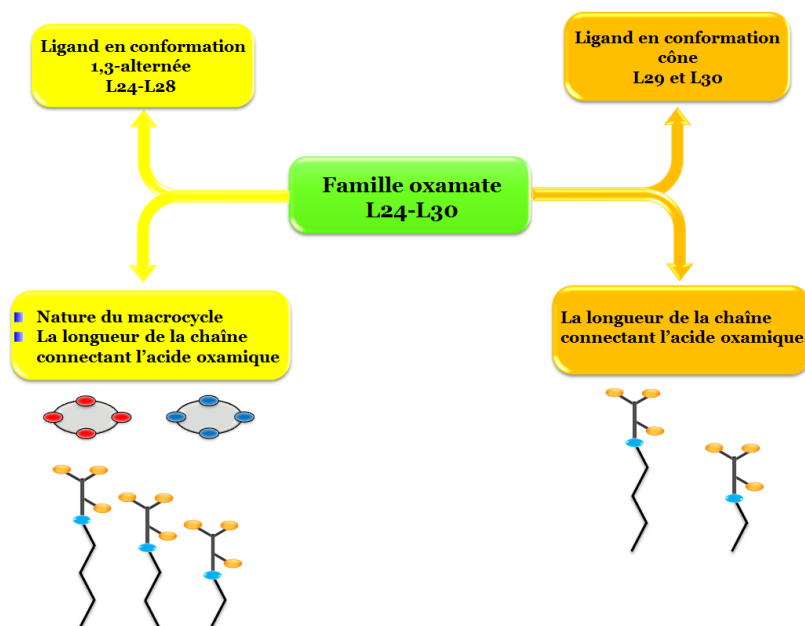 Ligand en conformation
1,3-alternée
L24-L28
Ligand en conformation
cône
L29 et L30
Famille oxamate
L24-L30
Nature du macrocycle
La longueur de la chaîne
connectant l'acide oxamique
La longueur de la chaîne
connectant l'acide oxamique